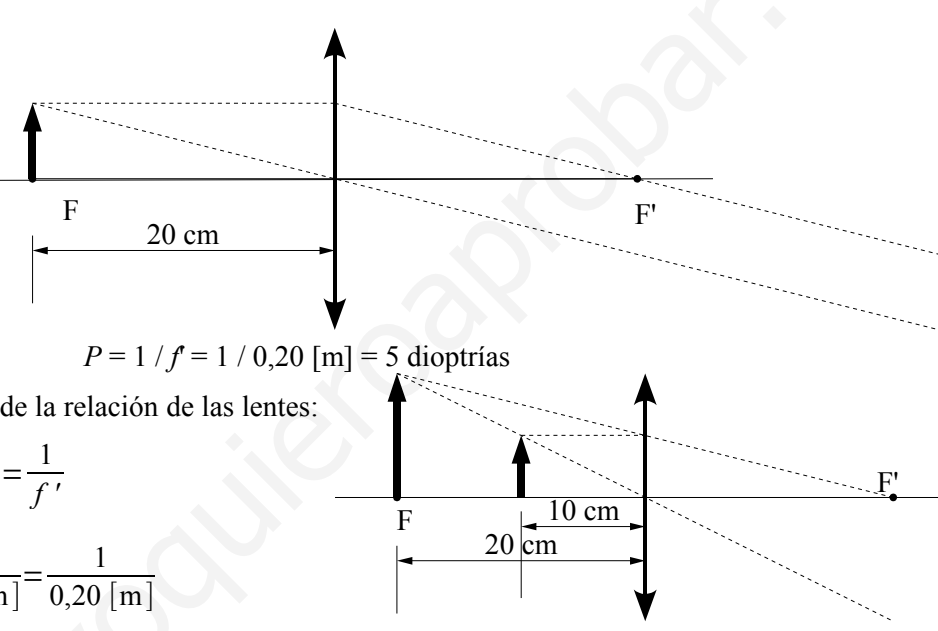 F
F'
20 cm
P = 1 / f' = 1 / 0,20 [m] = 5 dioptrías
de la relación de las lentes:
= 1 / f '
F'
10 cm
F
20 cm
] = 1 / 0,20 [m]
quieroaprobar.